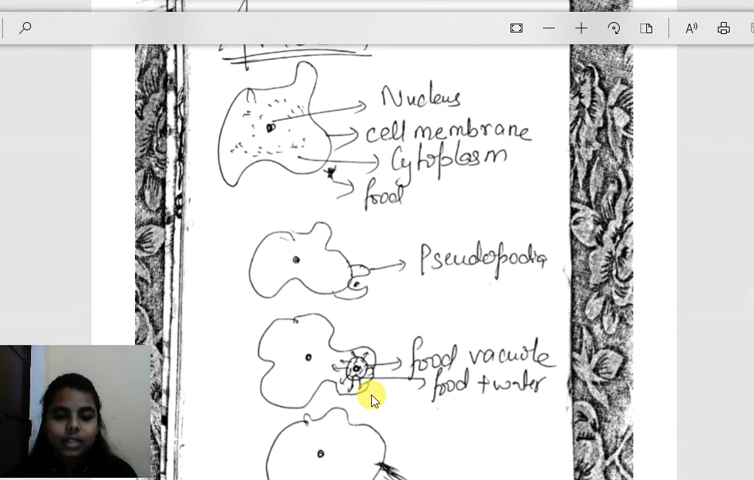 Nucleus
cell membrane
Cytoplasm
food
Pseudopodia
food vacuole
food + water